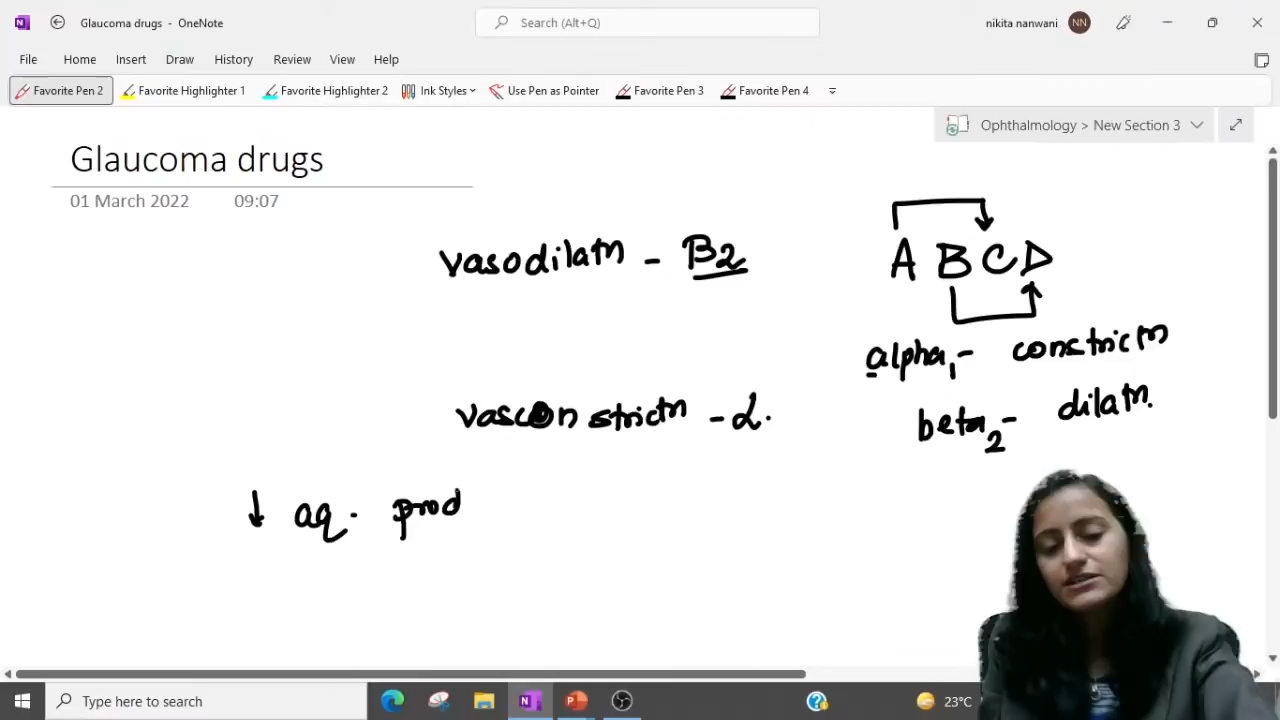 Glaucoma drugs - OneNote
Search (Alt+Q)
nikita nanwani
NN
File Home Insert Draw History Review View Help
Favorite Pen 2 Favorite Highlighter 1 Favorite Highlighter 2 Ink Styles Use Pen as Pointer Favorite Pen 3 Favorite Pen 4
Ophthalmology > New Section 3
Glaucoma drugs
01 March 2022 09:07
vasodilatn - B2
A B C D
alpha1 - constrictn
vasconstrictn - α.
beta2 - dilatn.
↓ aq. prod
Type here to search
23°C